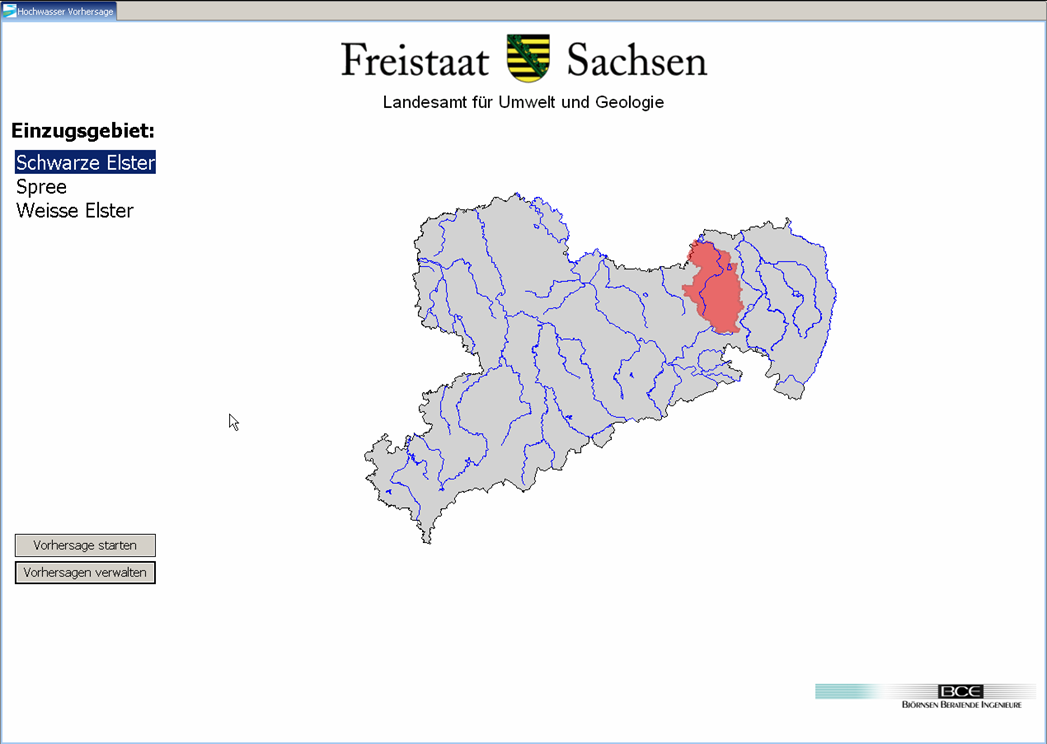 Hochwasser Vorhersage
Freistaat Sachsen
Landesamt für Umwelt und Geologie
Einzugsgebiet:
Schwarze Elster
Spree
Weisse Elster
Vorhersage starten
Vorhersagen verwalten
BCE
BJÖRNSEN BERATENDE INGENIEURE